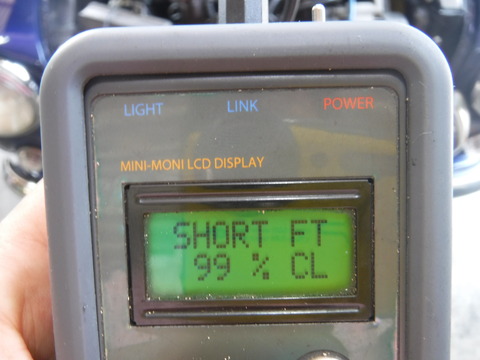 LIGHT LINK POWER
MINI-MONI LCD DISPLAY
SHORT FT
99 % CL